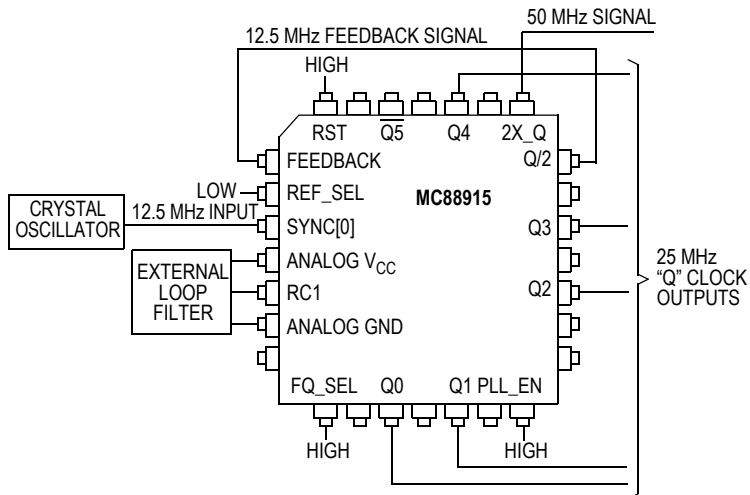 50 MHz SIGNAL
12.5 MHz FEEDBACK SIGNAL
HIGH
RST Q5 Q4 2X_Q
FEEDBACK Q/2
LOW REF_SEL MC88915
CRYSTAL
OSCILLATOR
12.5 MHz INPUT
SYNC[0] Q3
ANALOG VCC
EXTERNAL
LOOP
FILTER
RC1 Q2
ANALOG GND
25 MHz
“Q” CLOCK
OUTPUTS
FQ_SEL Q0 Q1 PLL_EN
HIGH HIGH